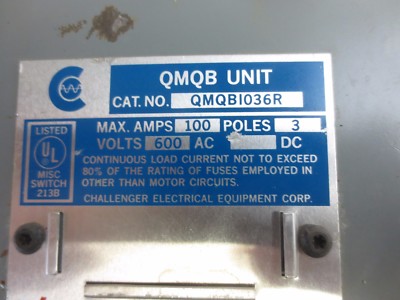 QMQB UNIT
CAT. NO. QMQB1036R
MAX. AMPS 100 POLES 3
VOLTS 600 AC DC
CONTINUOUS LOAD CURRENT NOT TO EXCEED
80% OF THE RATING OF FUSES EMPLOYED IN
OTHER THAN MOTOR CIRCUITS.
CHALLENGER ELECTRICAL EQUIPMENT CORP.
LISTED
UL
MISC
SWITCH
213B